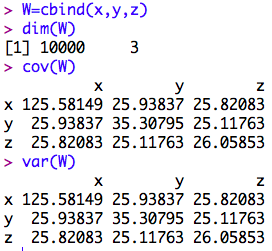 > W=cbind(x,y,z)
> dim(W)
[1] 10000     3
> cov(W)
          x        y        z
x 125.58149 25.93837 25.82083
y  25.93837 35.30795 25.11763
z  25.82083 25.11763 26.05853
> var(W)
          x        y        z
x 125.58149 25.93837 25.82083
y  25.93837 35.30795 25.11763
z  25.82083 25.11763 26.05853